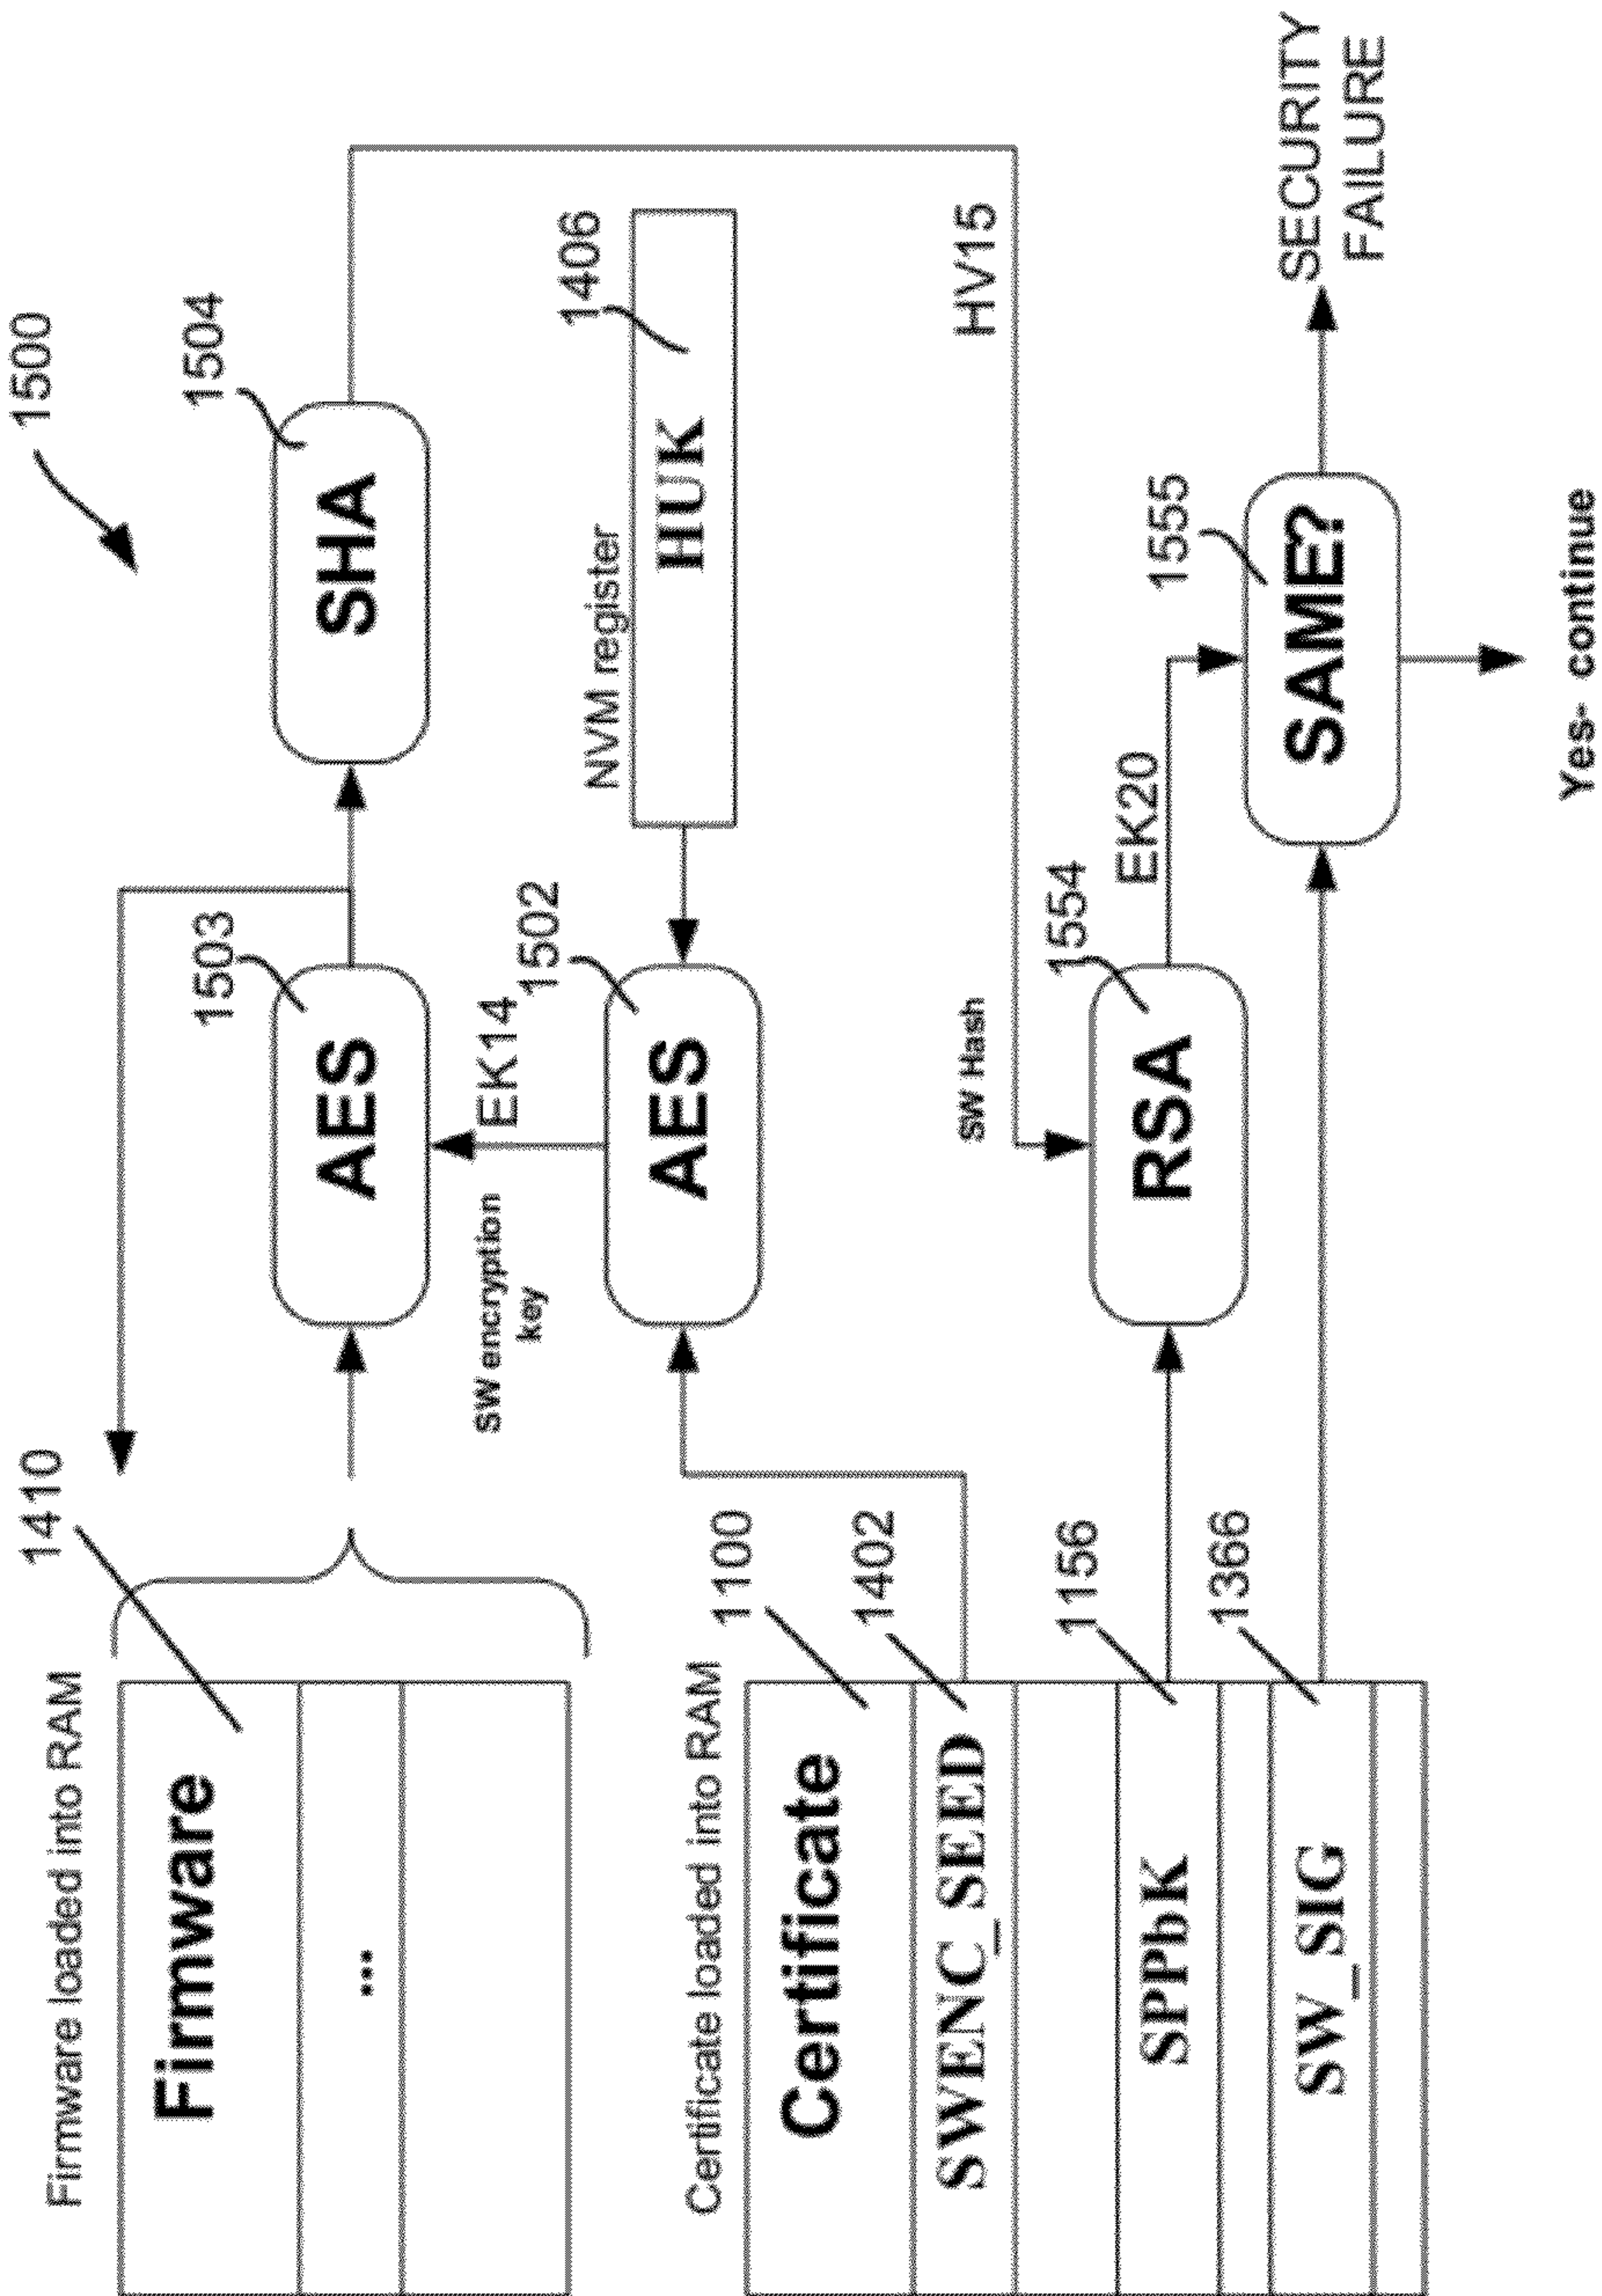 1500
Firmware loaded into RAM
1410
Firmware
...
1503
AES
1504
SHA
SW encryption
key
EK14
NVM register
1406
HUK
1502
AES
Certificate loaded into RAM
1100
Certificate
1402
SWENC_SEED
HV15
SW Hash
1156
SPPbK
1554
RSA
EK20
1555
SAME?
1366
SW_SIG
SECURITY
FAILURE
Yes- continue